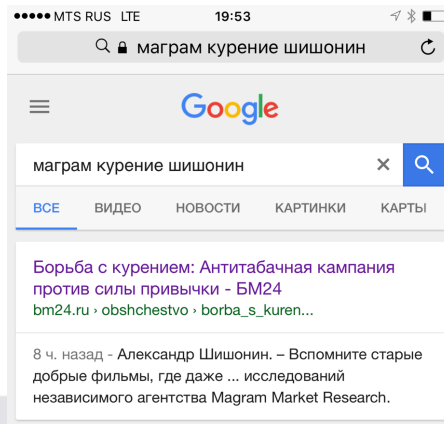 MTS RUS LTE 19:53
маграм курение шишонин
Google
маграм курение шишонин
ВСЕ ВИДЕО НОВОСТИ КАРТИНКИ КАРТЫ
Борьба с курением: Антитабачная кампания
против силы привычки - БМ24
bm24.ru › obshchestvo › borba_s_kuren...
8 ч. назад - Александр Шишонин. – Вспомните старые
добрые фильмы, где даже ... исследований
независимого агентства Magram Market Research.